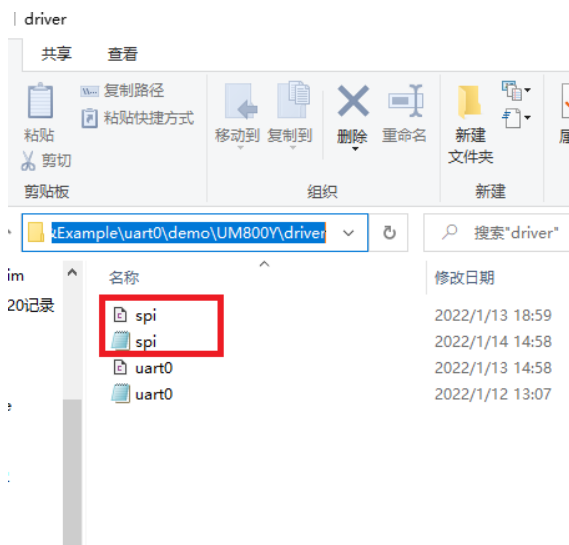 driver
共享 查看
复制路径
粘贴快捷方式
粘贴
剪切
移动到 复制到 删除 重命名 新建
文件夹
剪贴板 组织 新建
Example\uart0\demo\UM800Y\driver
搜索"driver"
名称 修改日期
im
20记录
spi 2022/1/13 18:59
spi 2022/1/14 14:58
uart0 2022/1/13 14:58
uart0 2022/1/12 13:07